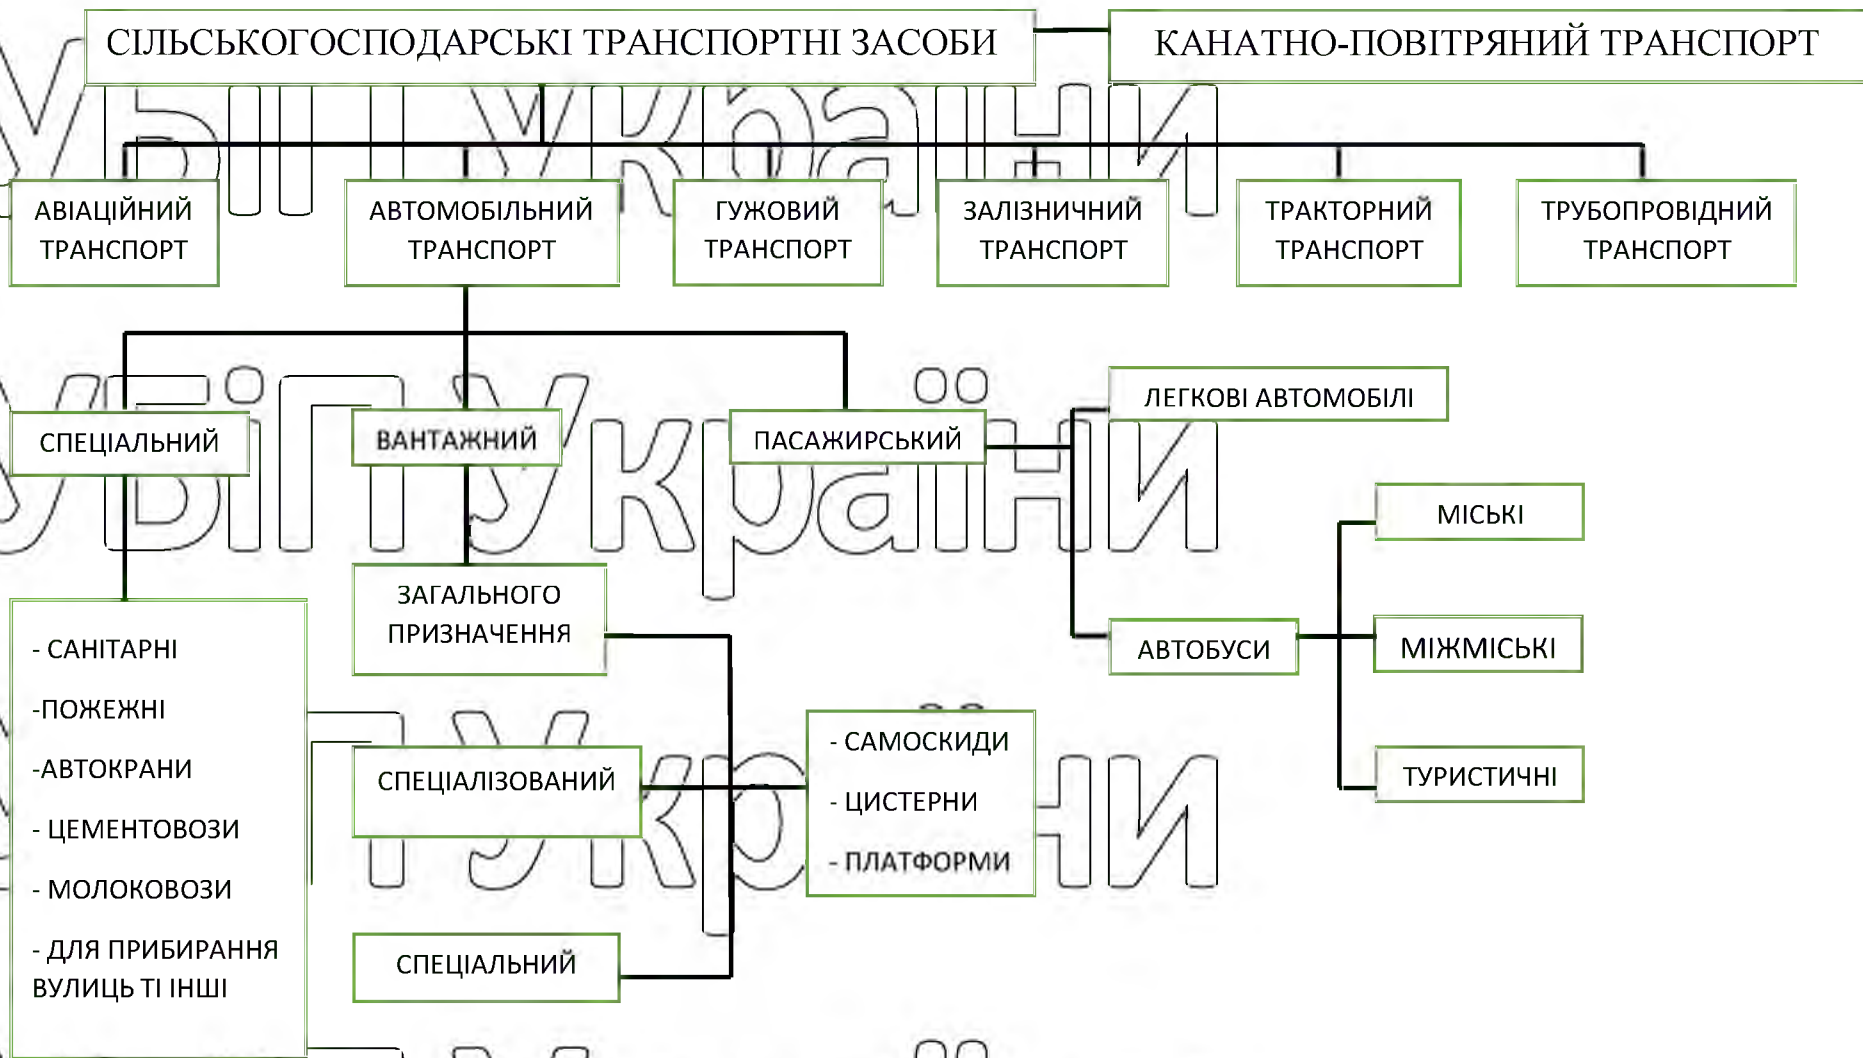 СІЛЬСЬКОГОСПОДАРСЬКІ ТРАНСПОРТНІ ЗАСОБИ
КАНАТНО-ПОВІТРЯНИЙ ТРАНСПОРТ
АВІАЦІЙНИЙ
ТРАНСПОРТ
АВТОМОБІЛЬНИЙ
ТРАНСПОРТ
ГУЖОВИЙ
ТРАНСПОРТ
ЗАЛІЗНИЧНИЙ
ТРАНСПОРТ
ТРАКТОРНИЙ
ТРАНСПОРТ
ТРУБОПРОВІДНИЙ
ТРАНСПОРТ
СПЕЦІАЛЬНИЙ
ВАНТАЖНИЙ
ПАСАЖИРСЬКИЙ
ЛЕГКОВІ АВТОМОБІЛІ
МІСЬКІ
АВТОБУСИ
МІЖМІСЬКІ
ТУРИСТИЧНІ
- САНІТАРНІ
-ПОЖЕЖНІ
-АВТОКРАНИ
- ЦЕМЕНТОВОЗИ
- МОЛОКОВОЗИ
- ДЛЯ ПРИБИРАННЯ
ВУЛИЦЬ ТІ ІНШІ
ЗАГАЛЬНОГО
ПРИЗНАЧЕННЯ
СПЕЦІАЛІЗОВАНИЙ
СПЕЦІАЛЬНИЙ
- САМОСКИДИ
- ЦИСТЕРНИ
- ПЛАТФОРМИ
УБіП України